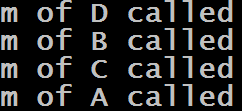 m of D called
m of B called
m of C called
m of A called